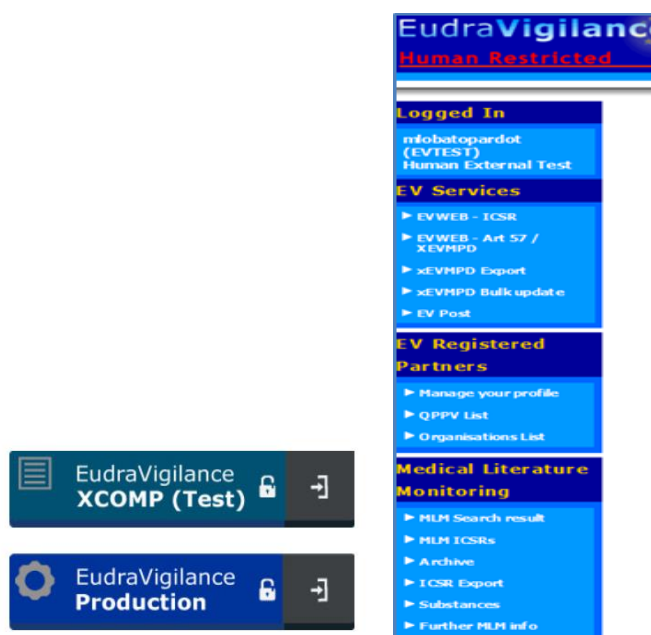 EudraVigilance
Human Restricted
Logged In
mlobatopardot
(EVTEST)
Human External Test
EV Services
EVWEB - ICSR
EVWEB - Art 57 /
XEVMPD
xEVMPD Export
xEVMPD Bulk update
EV Post
EV Registered
Partners
Manage your profile
QPPV List
Organisations List
Medical Literature
Monitoring
MLM Search result
MLM ICSRs
Archive
ICSR Export
Substances
Further MLM info
EudraVigilance
XCOMP (Test)
EudraVigilance
Production